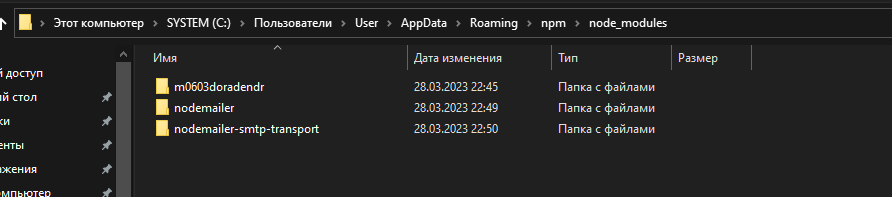 Этот компьютер > SYSTEM (C:) > Пользователи > User > AppData > Roaming > npm > node_modules
Имя Дата изменения Тип Размер
й доступ
ий стол
ки
енты
ажения
омпьютер
m0603doradendr 28.03.2023 22:45 Папка с файлами
nodemailer 28.03.2023 22:49 Папка с файлами
nodemailer-smtp-transport 28.03.2023 22:50 Папка с файлами